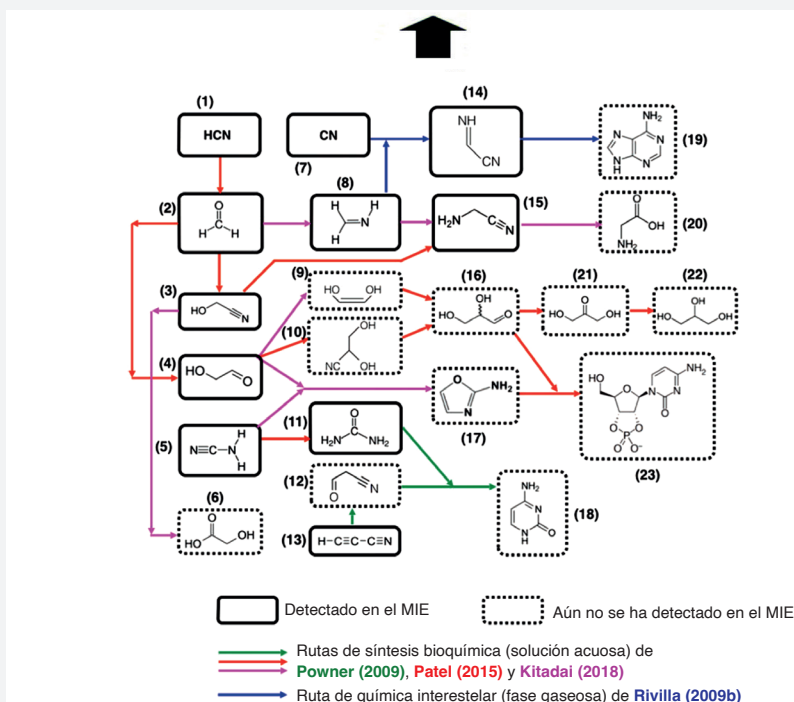 (1)
HCN
CN
(7)
(14)
NH
CN
(19)
NH₂
N
N
N
H
N
(2)
O
H
H
(8)
H
H
N
H
(15)
H₂N
C≡N
(20)
O
OH
NH₂
(3)
HO
N
(9)
HO
OH
(10)
OH
NC
OH
(16)
OH
HO
O
(21)
O
HO
OH
(22)
OH
HO
OH
(4)
HO
O
(17)
O
NH₂
N
(23)
HO
O
N
N
NH₂
O
O
O
P
O
O⁻
(5)
N≡C–N
H
H
(11)
O
H₂N
NH₂
(12)
O
N
(13)
H–C≡C–C≡N
(18)
NH₂
N
N
H
O
(6)
O
HO
OH
Detectado en el MIE
Aún no se ha detectado en el MIE
Rutas de síntesis bioquímica (solución acuosa) de
Powner (2009), Patel (2015) y Kitadai (2018)
Ruta de química interestelar (fase gaseosa) de Rivilla (2009b)